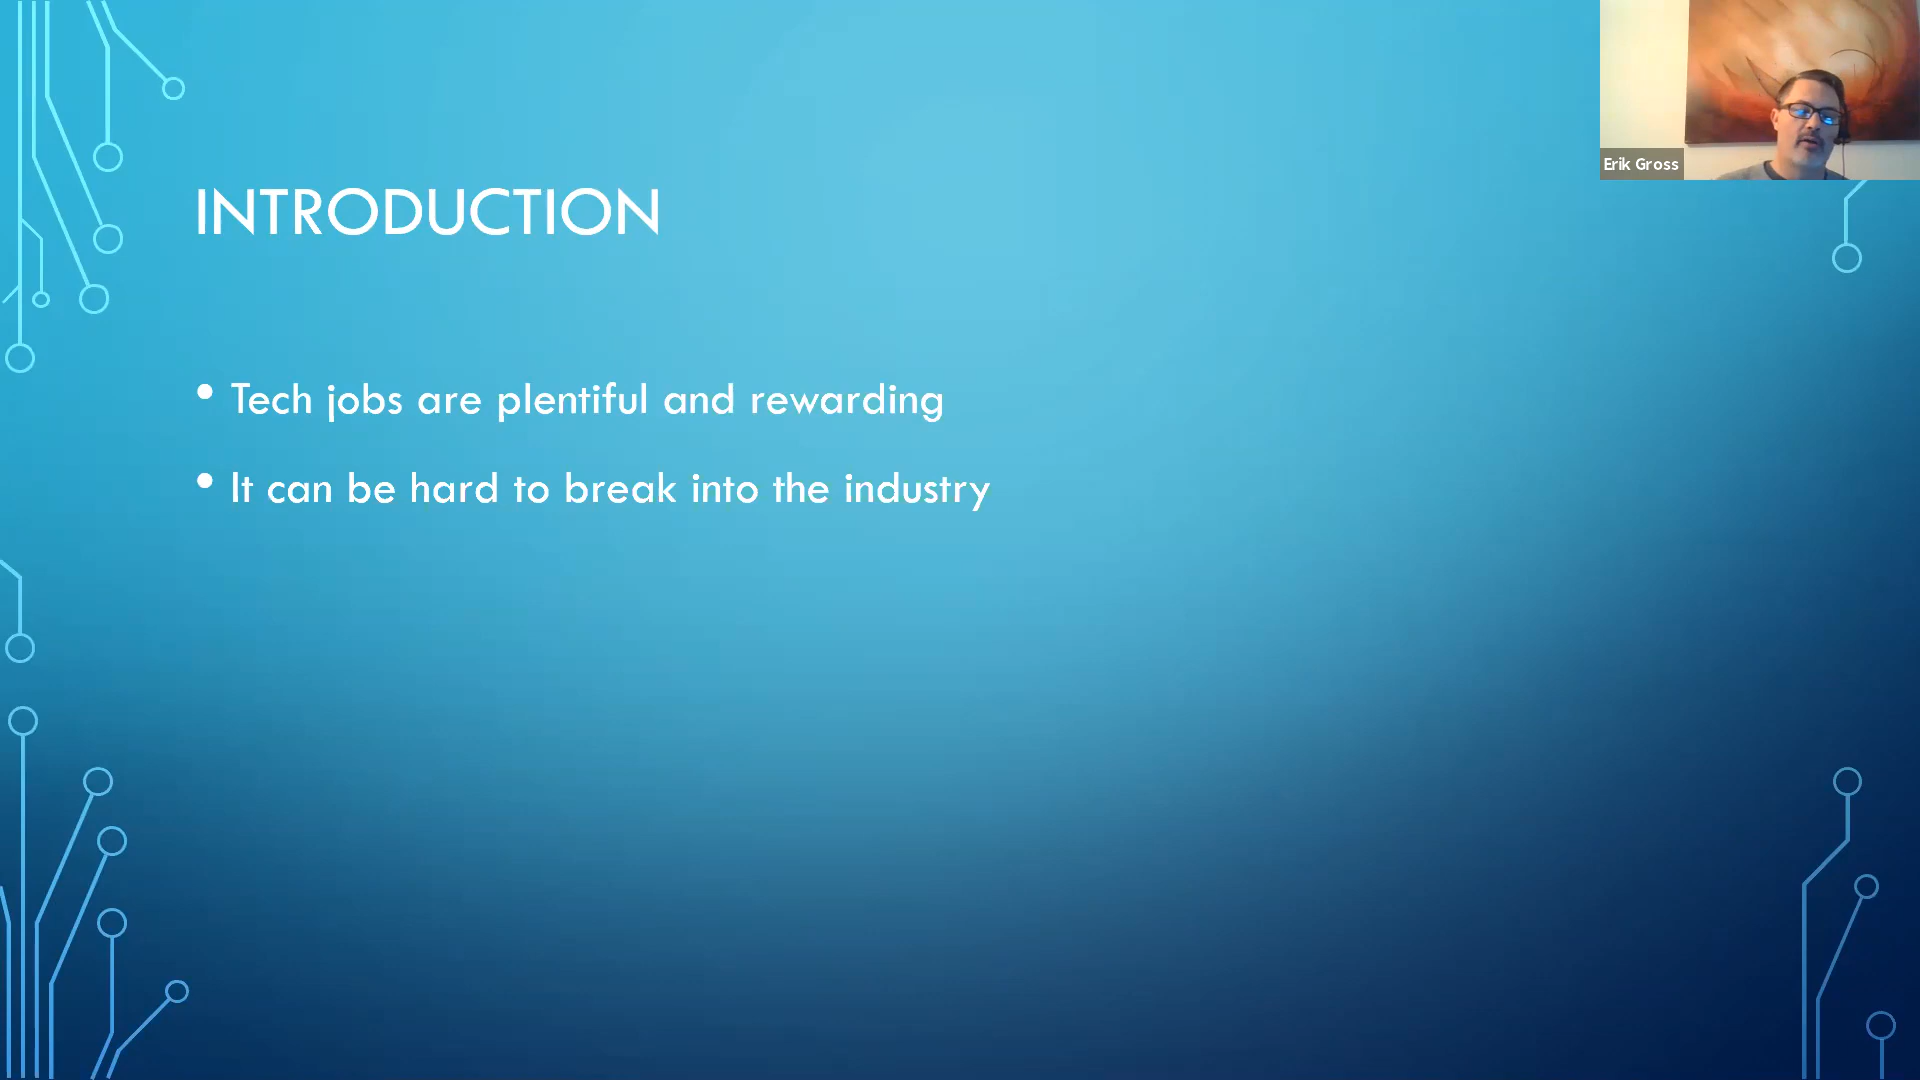 INTRODUCTION
• Tech jobs are plentiful and rewarding
• It can be hard to break into the industry
Erik Gross